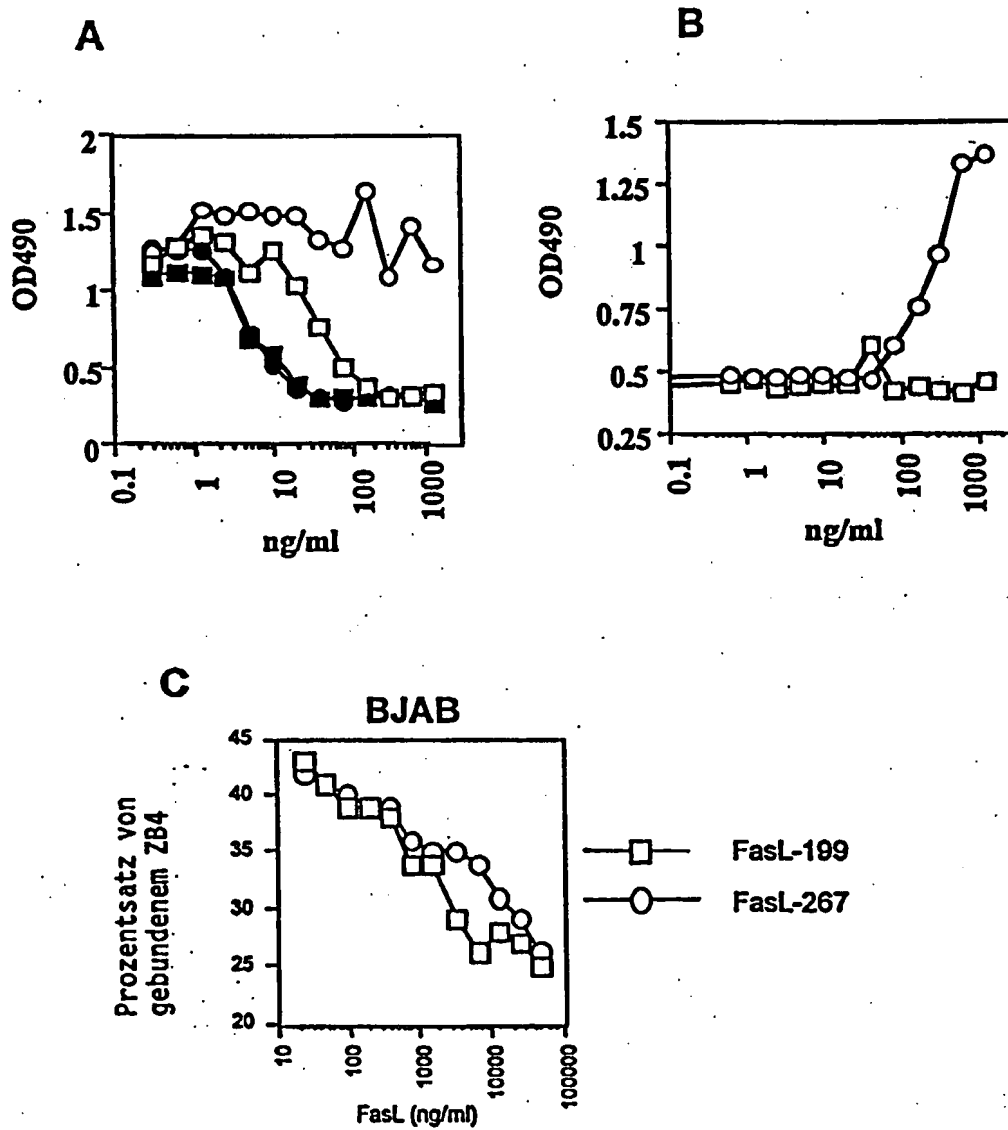 A
2
1.5
1
0.5
0
OD490
0.1
1
10
100
1000
ng/ml
B
1.5
1.25
1
0.75
0.5
0.25
OD490
0.1
1
10
100
1000
ng/ml
C
BJAB
45
40
35
30
25
20
Prozentsatz von
gebundenem ZB4
10
100
1000
10000
100000
FasL (ng/ml)
FasL-199
FasL-267